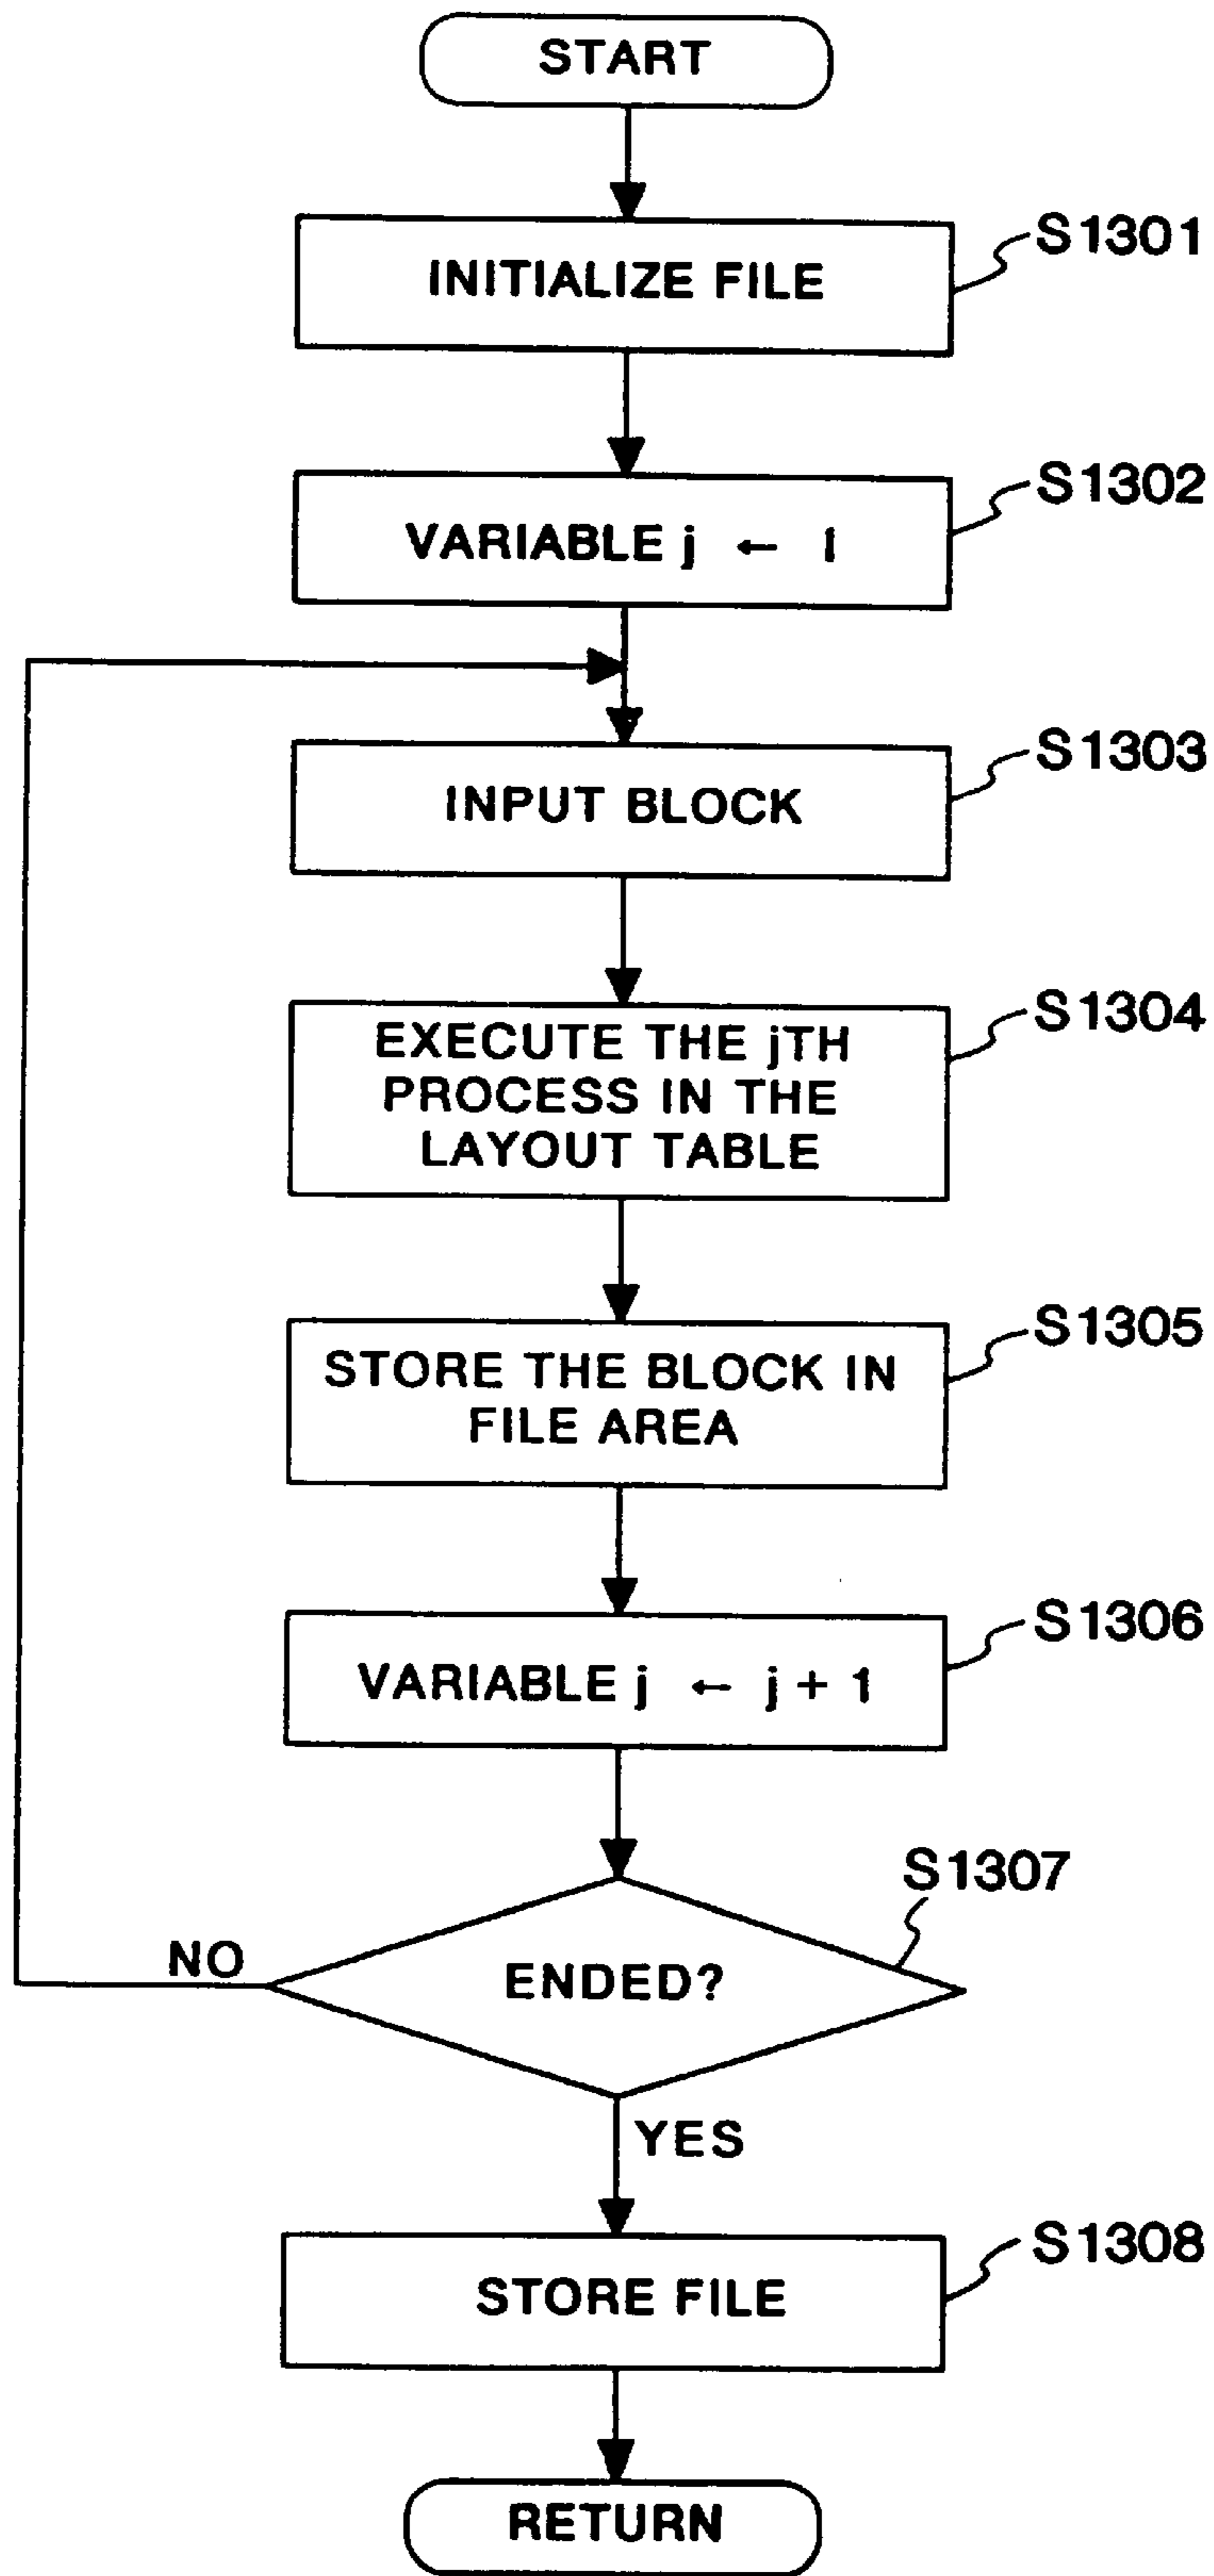 START
INITIALIZE FILE
S1301
VARIABLE j ← 1
S1302
INPUT BLOCK
S1303
EXECUTE THE jTH
PROCESS IN THE
LAYOUT TABLE
S1304
STORE THE BLOCK IN
FILE AREA
S1305
VARIABLE j ← j + 1
S1306
ENDED?
S1307
NO
YES
STORE FILE
S1308
RETURN